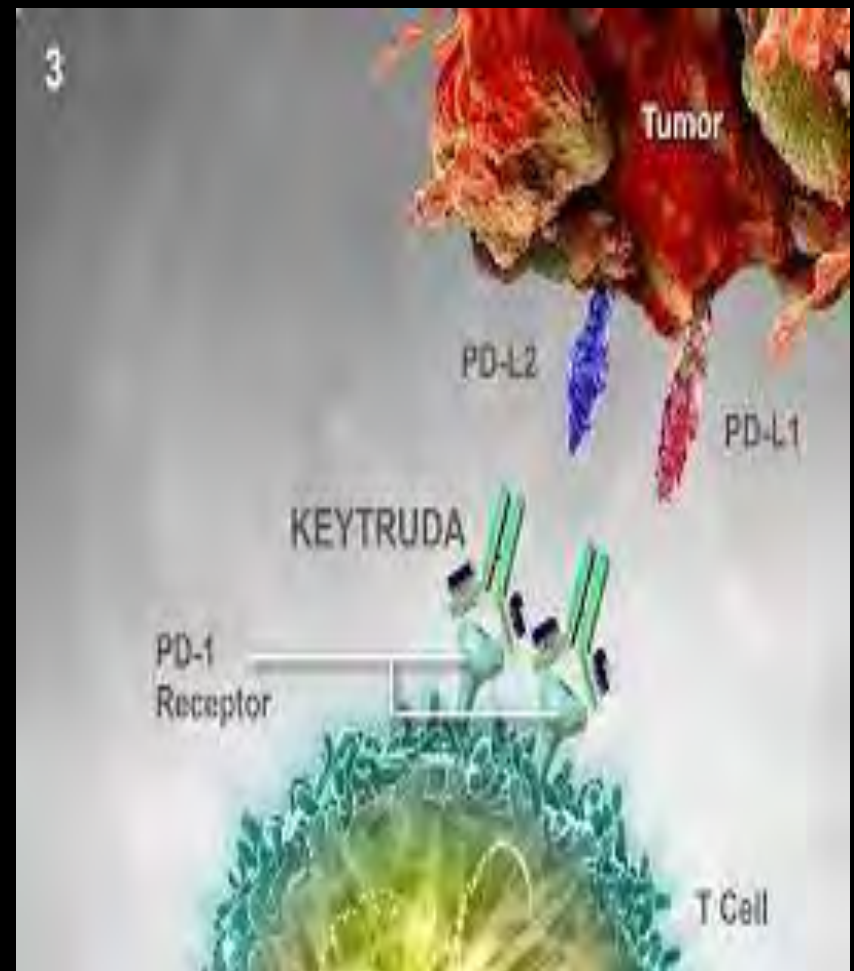 3
Tumor
PD-L2
PD-L1
KEYTRUDA
PD-1
Receptor
T Cell